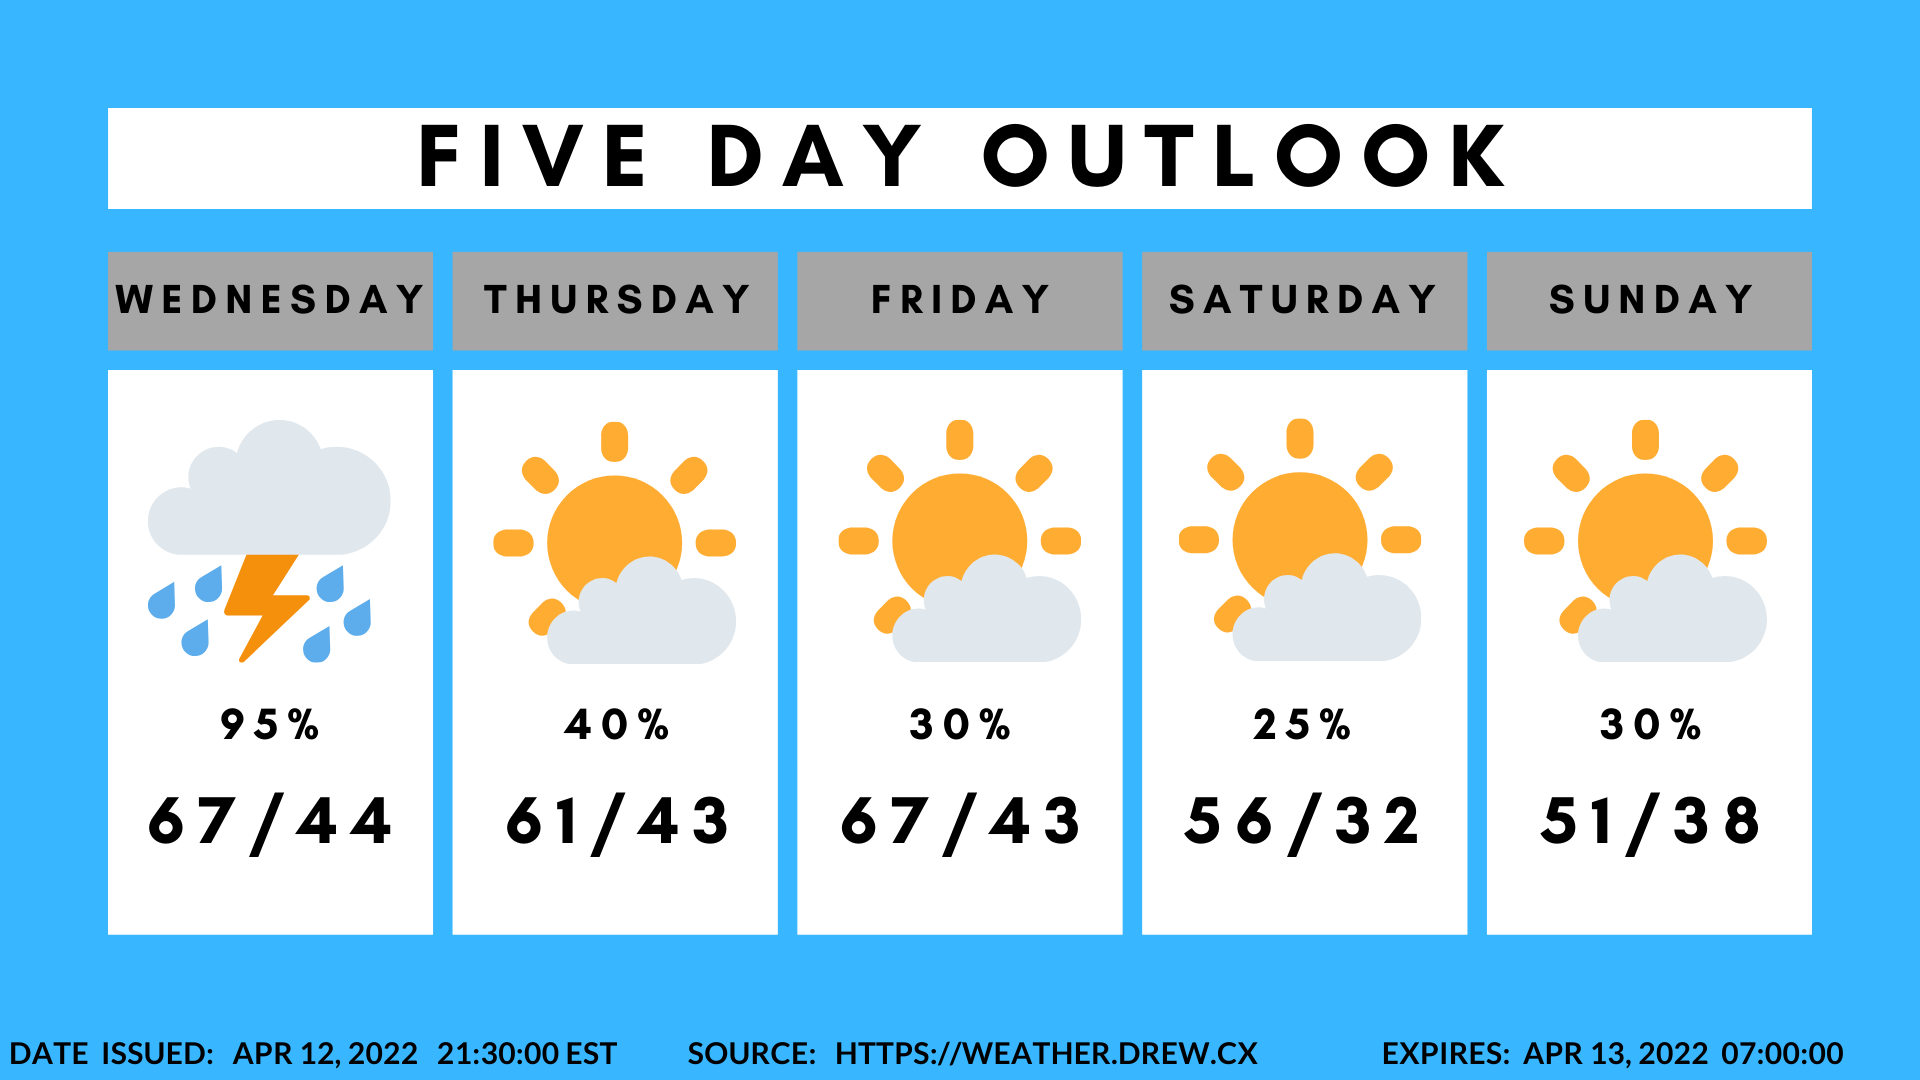 FIVE DAY OUTLOOK
WEDNESDAY THURSDAY FRIDAY SATURDAY SUNDAY
95% 40% 30% 25% 30%
67/44 61/43 67/43 56/32 51/38
DATE ISSUED: APR 12, 2022 21:30:00 EST SOURCE: HTTPS://WEATHER.DREW.CX EXPIRES: APR 13, 2022 07:00:00